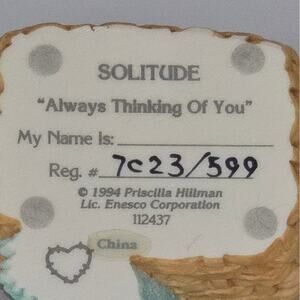 SOLITUDE
“Always Thinking Of You”
My Name Is:
Reg. # 7C23/599
© 1994 Priscilla Hillman
Lic. Enesco Corporation
112437
China